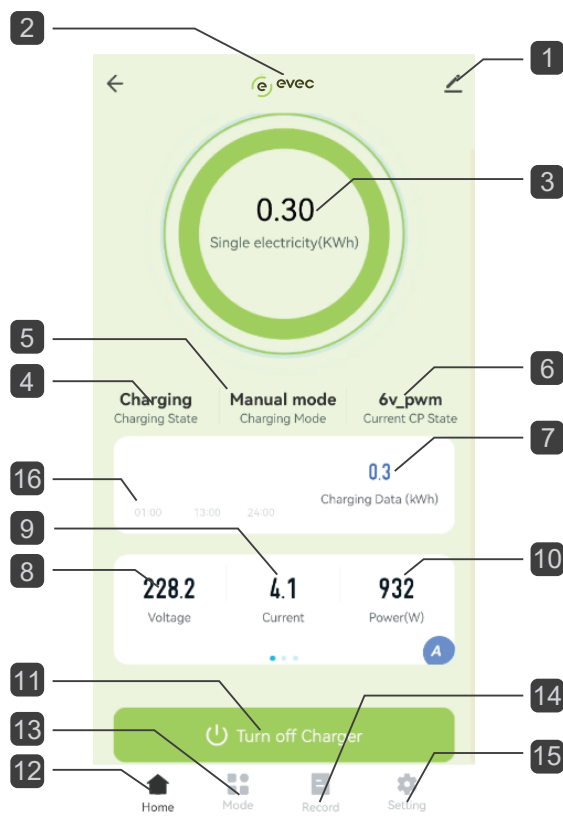 2
1
evec
0.30
3
Single electricity(KWh)
5
4
6
Charging
Manual mode
6v_pwm
Charging State
Charging Mode
Current CP State
7
0.3
16
Charging Data (kWh)
01:00
13:00
24:00
9
8
10
228.2
4.1
932
Voltage
Current
Power(W)
A
11
14
Turn off Charger
13
15
12
Home
Mode
Record
Setting